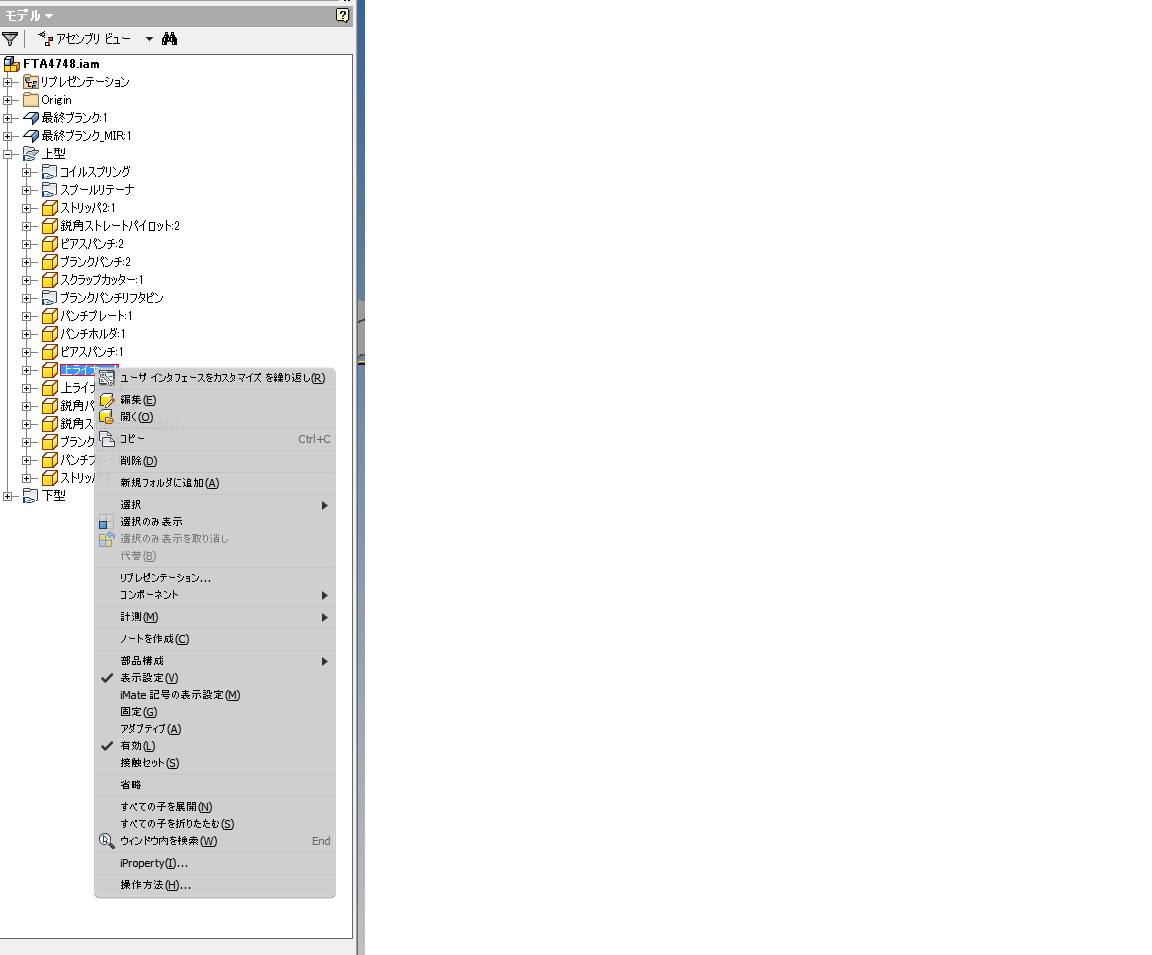 モデル
アセンブリ ビュー
FTA4748.iam
リプレゼンテーション
Origin
最終ブランク:1
最終ブランク_MIR:1
上型
コイルスプリング
スプールリテーナ
ストリッパ2:1
鋭角ストレートパイロット:2
ピアスパンチ:2
ブランクパンチ:2
スクラップカッター:1
ブランクパンチリフタピン
パンチプレート:1
パンチホルダ:1
ピアスパンチ:1
上ライナ
上ライナ
鋭角パ
鋭角ス
ブランク
パンチプ
ストリッパ
下型
ユーザ インタフェースをカスタマイズ を繰り返し(R)
編集(E)
開く(O)
コピー Ctrl+C
削除(D)
新規フォルダに追加(A)
選択
選択のみ表示
選択のみ表示を取り消し
代替(B)
リプレゼンテーション...
コンポーネント
計測(M)
ノートを作成(C)
部品構成
表示設定(V)
iMate 記号の表示設定(M)
固定(G)
アダプティブ(A)
有効(L)
接触セット(S)
省略
すべての子を展開(N)
すべての子を折りたたむ(S)
ウィンドウ内を検索(W) End
iProperty(I)...
操作方法(H)...